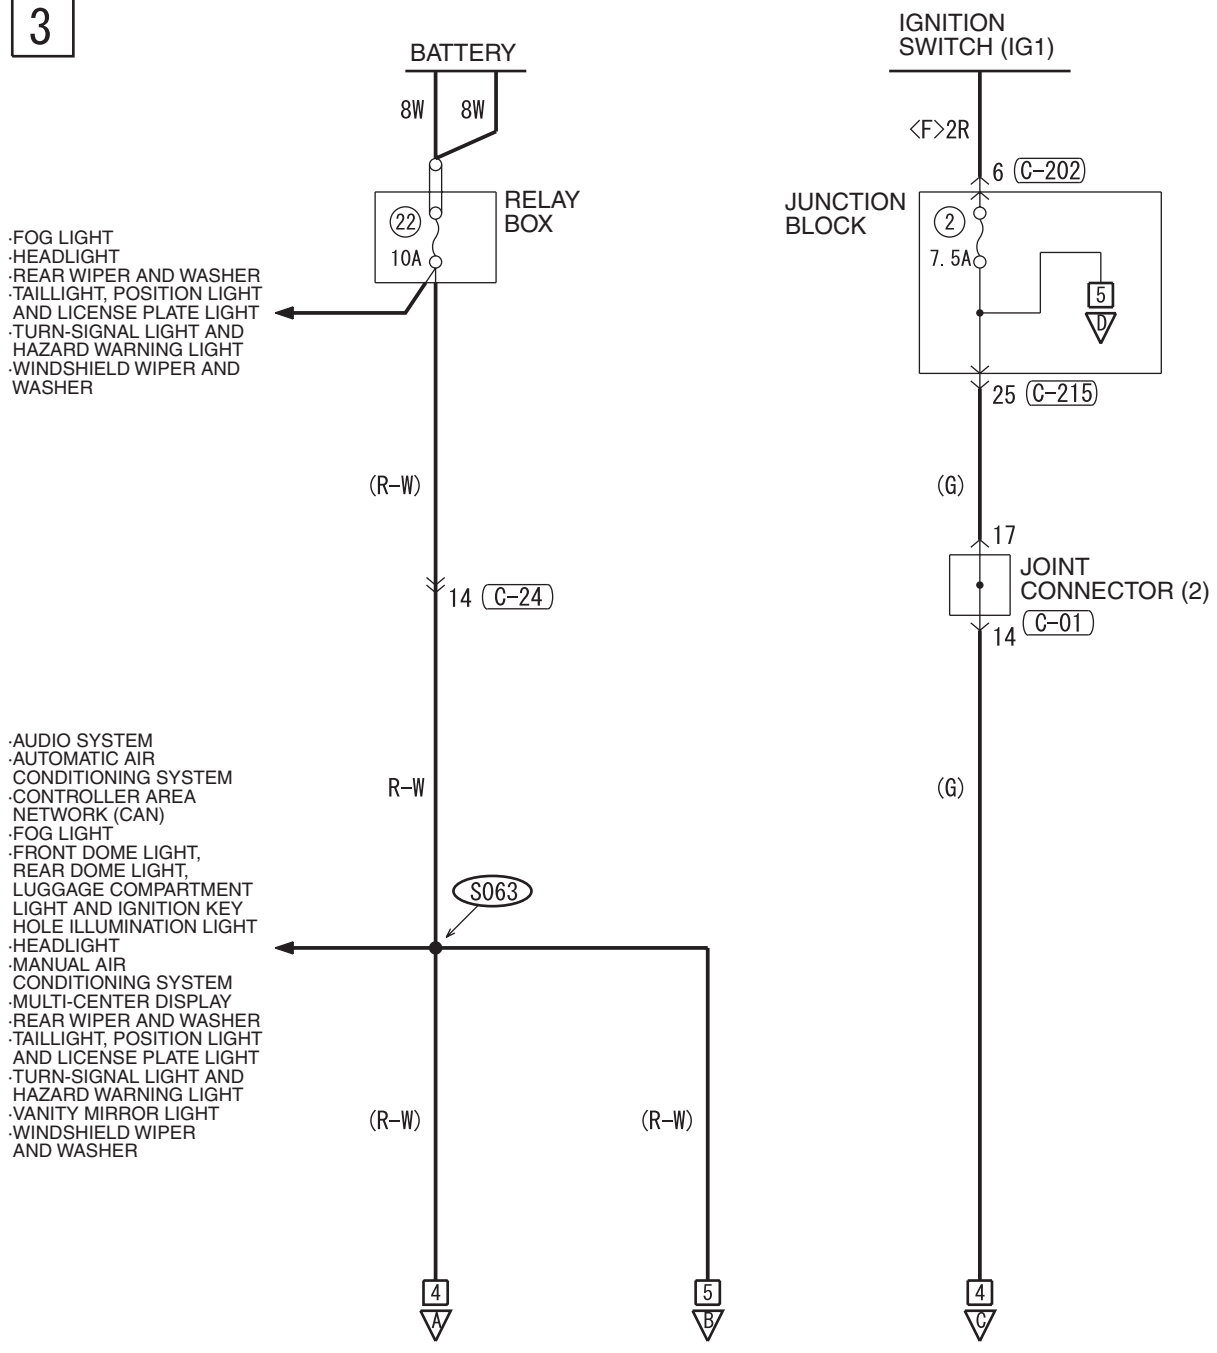 3
BATTERY
8W
8W
RELAY
BOX
22
10A
·FOG LIGHT
·HEADLIGHT
·REAR WIPER AND WASHER
·TAILLIGHT, POSITION LIGHT
AND LICENSE PLATE LIGHT
·TURN-SIGNAL LIGHT AND
HAZARD WARNING LIGHT
·WINDSHIELD WIPER AND
WASHER
(R-W)
14 (C-24)
R-W
·AUDIO SYSTEM
·AUTOMATIC AIR
CONDITIONING SYSTEM
·CONTROLLER AREA
NETWORK (CAN)
·FOG LIGHT
·FRONT DOME LIGHT,
REAR DOME LIGHT,
LUGGAGE COMPARTMENT
LIGHT AND IGNITION KEY
HOLE ILLUMINATION LIGHT
·HEADLIGHT
·MANUAL AIR
CONDITIONING SYSTEM
·MULTI-CENTER DISPLAY
·REAR WIPER AND WASHER
·TAILLIGHT, POSITION LIGHT
AND LICENSE PLATE LIGHT
·TURN-SIGNAL LIGHT AND
HAZARD WARNING LIGHT
·VANITY MIRROR LIGHT
·WINDSHIELD WIPER
AND WASHER
S063
(R-W)
(R-W)
4
A
5
B
IGNITION
SWITCH (IG1)
<F>2R
6 (C-202)
JUNCTION
BLOCK
2
7.5A
5
D
25 (C-215)
(G)
17
JOINT
CONNECTOR (2)
(C-01)
14
(G)
4
C